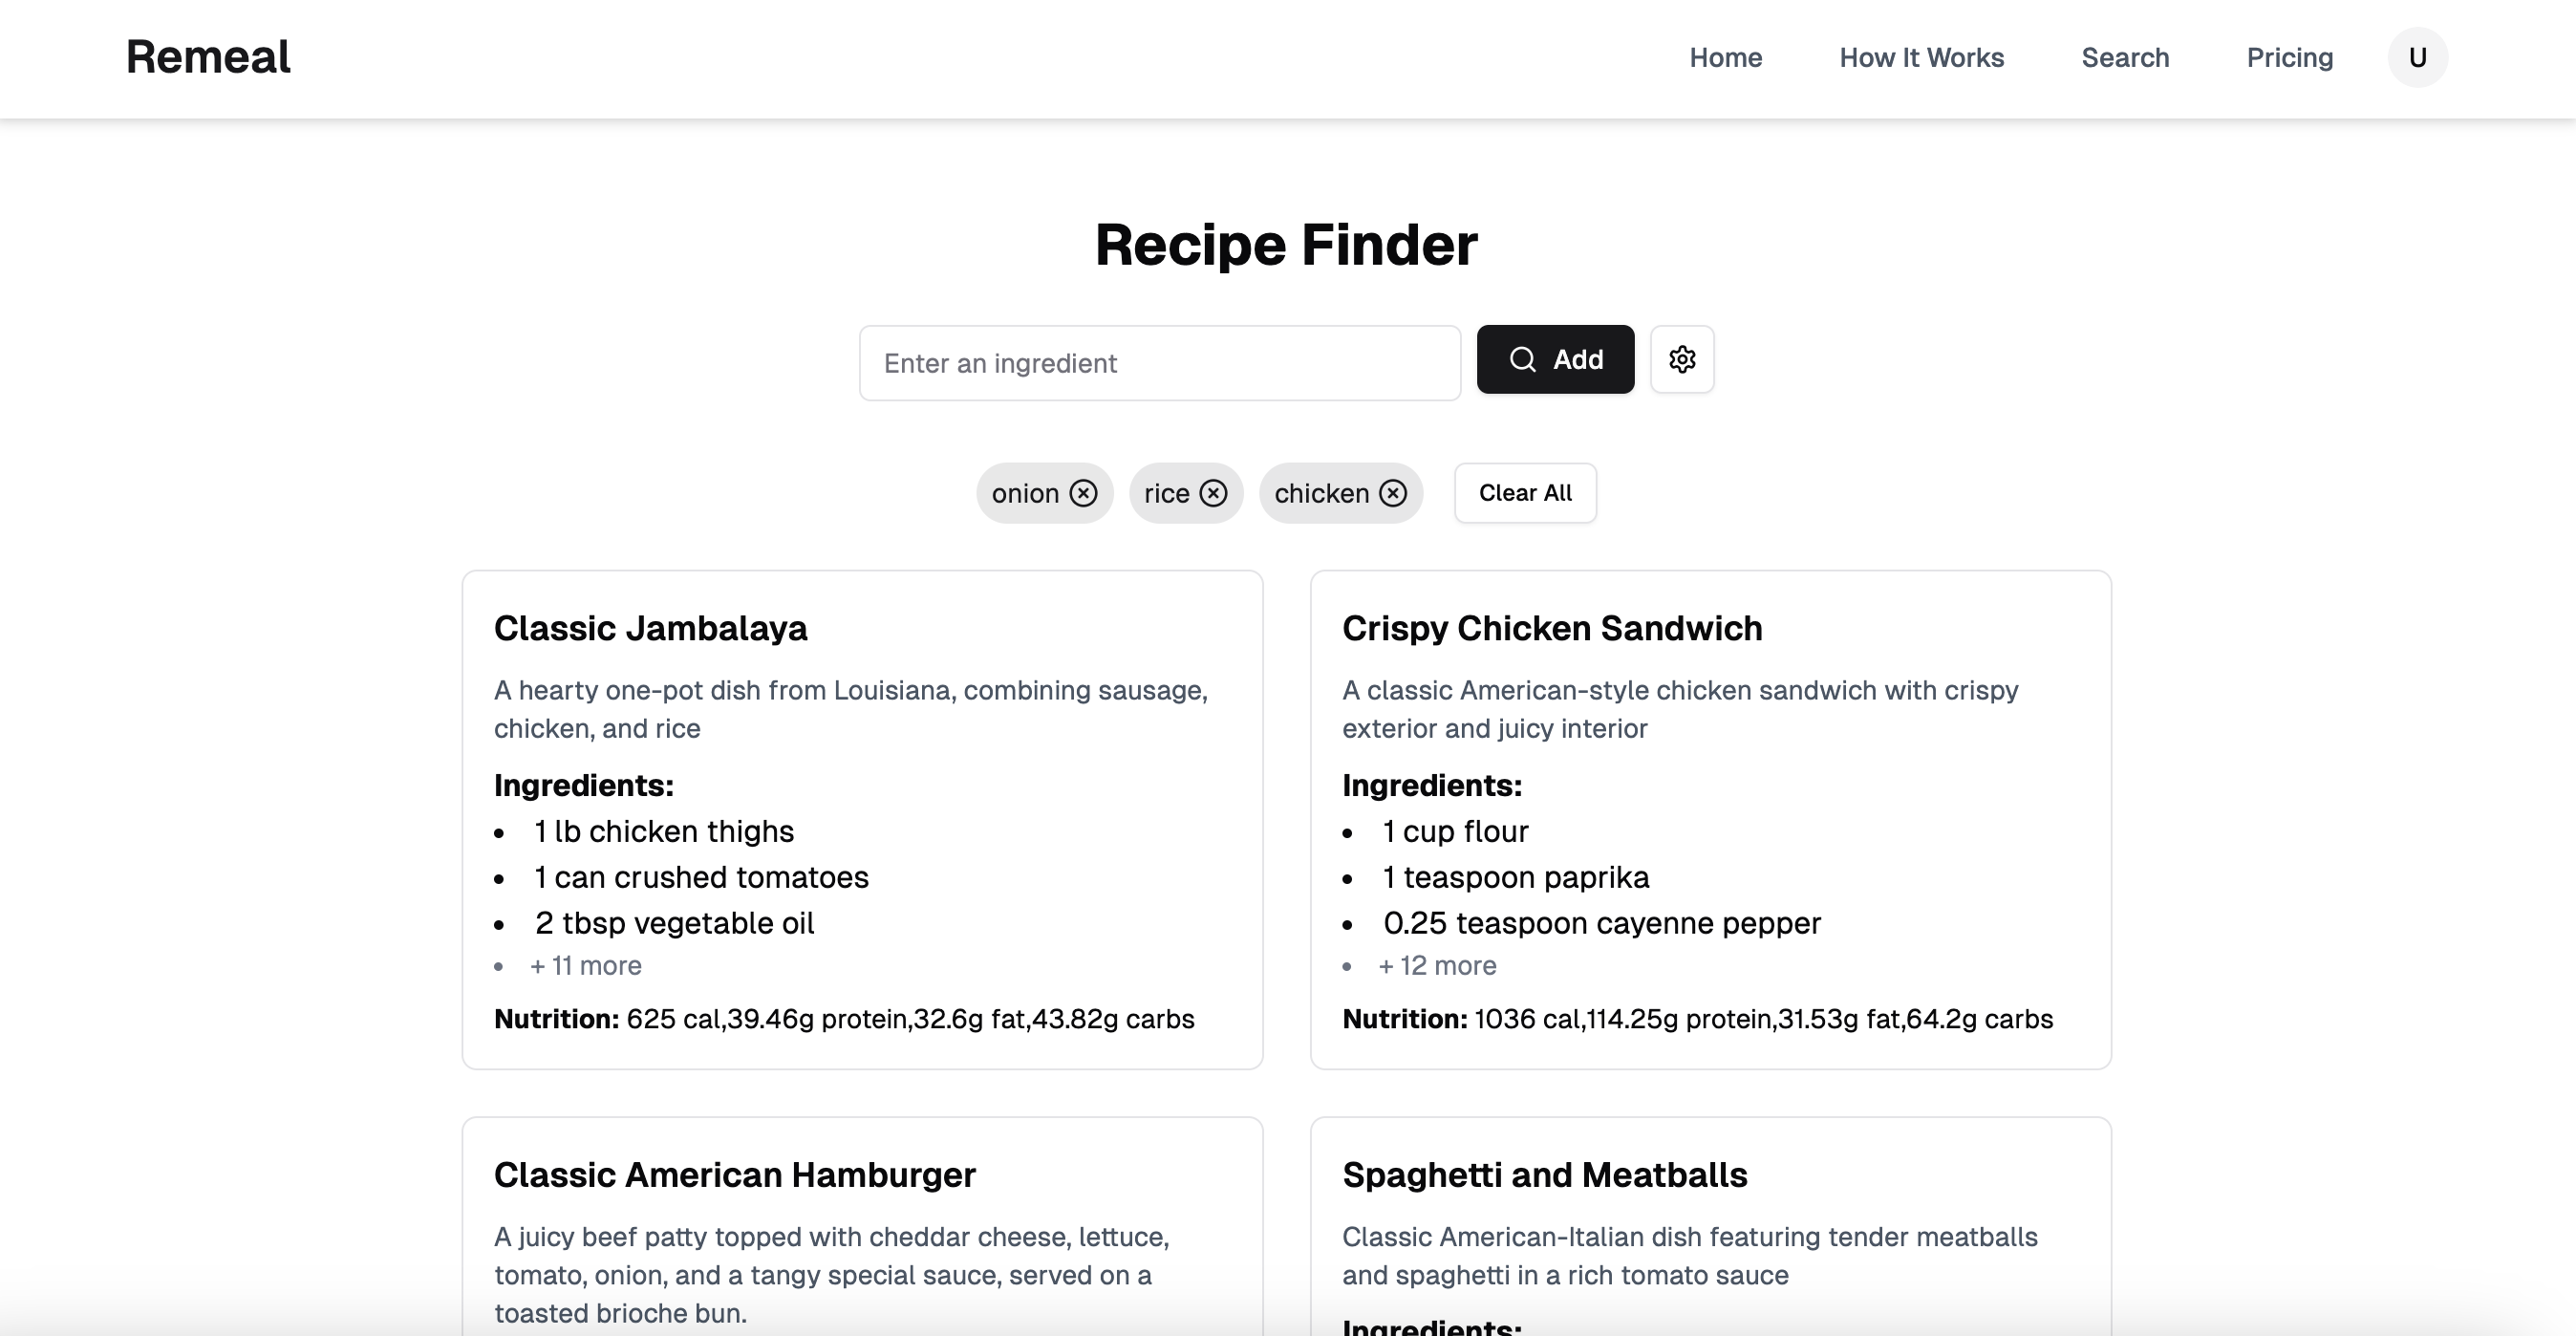 Remeal
Home
How It Works
Search
Pricing
U
Recipe Finder
Enter an ingredient
Add
onion
rice
chicken
Clear All
Classic Jambalaya
A hearty one-pot dish from Louisiana, combining sausage,
chicken, and rice
Ingredients:
• 1 lb chicken thighs
• 1 can crushed tomatoes
• 2 tbsp vegetable oil
• + 11 more
Nutrition: 625 cal,39.46g protein,32.6g fat,43.82g carbs
Crispy Chicken Sandwich
A classic American-style chicken sandwich with crispy
exterior and juicy interior
Ingredients:
• 1 cup flour
• 1 teaspoon paprika
• 0.25 teaspoon cayenne pepper
• + 12 more
Nutrition: 1036 cal,114.25g protein,31.53g fat,64.2g carbs
Classic American Hamburger
A juicy beef patty topped with cheddar cheese, lettuce,
tomato, onion, and a tangy special sauce, served on a
toasted brioche bun.
Spaghetti and Meatballs
Classic American-Italian dish featuring tender meatballs
and spaghetti in a rich tomato sauce
Ingredients: